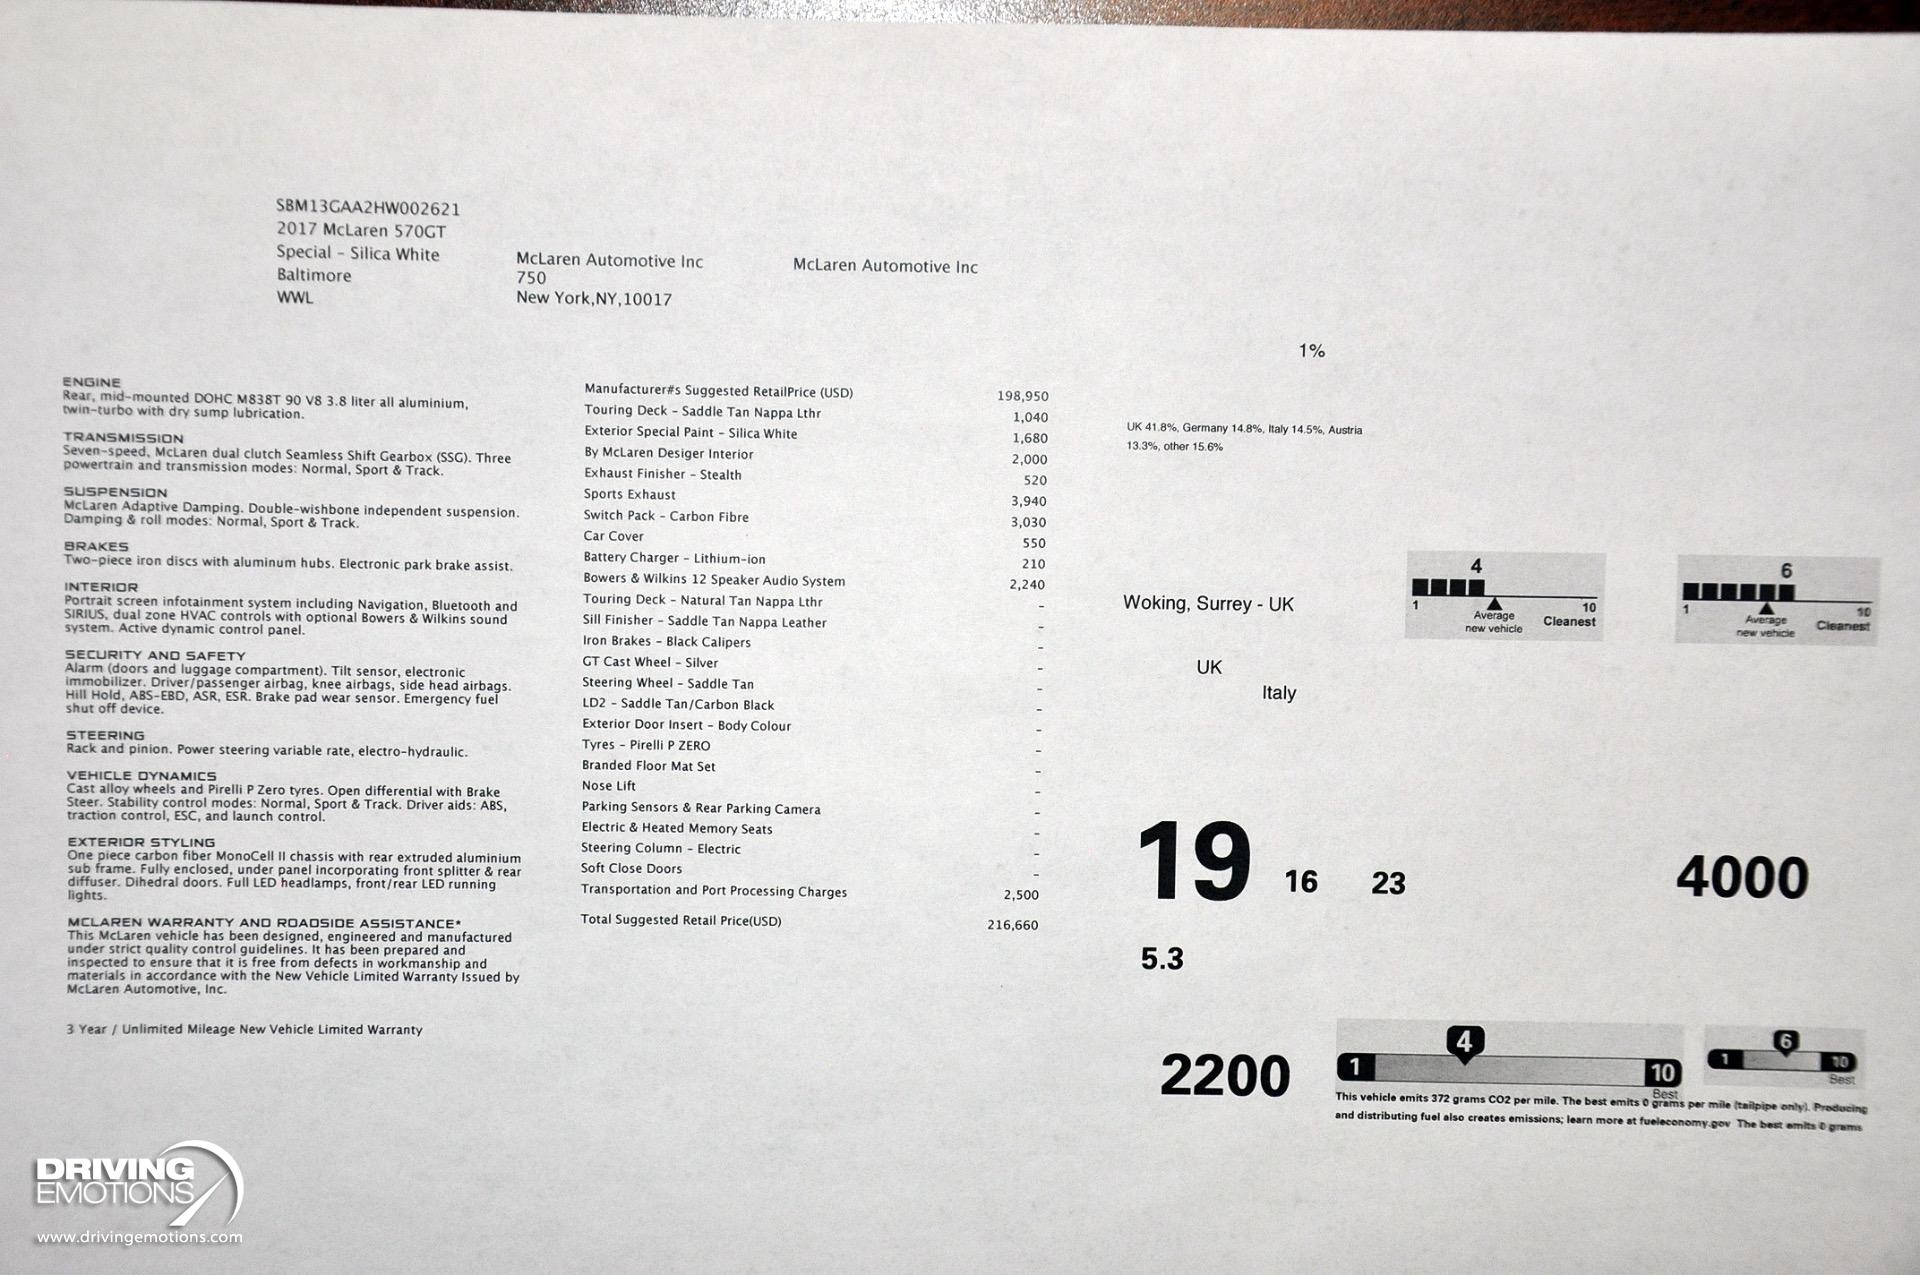 SBM13GAA2HW002621
2017 McLaren 570GT
Special - Silica White
Baltimore
WWL
McLaren Automotive Inc
750
New York,NY,10017
McLaren Automotive Inc
ENGINE
Rear, mid-mounted DOHC M838T 90 V8 3.8 liter all aluminium,
twin-turbo with dry sump lubrication.
TRANSMISSION
Seven-speed, McLaren dual clutch Seamless Shift Gearbox (SSG). Three
powertrain and transmission modes: Normal, Sport & Track.
SUSPENSION
McLaren Adaptive Damping. Double-wishbone independent suspension.
Damping & roll modes: Normal, Sport & Track.
BRAKES
Two-piece iron discs with aluminum hubs. Electronic park brake assist.
INTERIOR
Portrait screen infotainment system including Navigation, Bluetooth and
SIRIUS, dual zone HVAC controls with optional Bowers & Wilkins sound
system. Active dynamic control panel.
SECURITY AND SAFETY
Alarm (doors and luggage compartment). Tilt sensor, electronic
immobilizer. Driver/passenger airbag, knee airbags, side head airbags.
Hill Hold, ABS-EBD, ASR, ESR. Brake pad wear sensor. Emergency fuel
shut off device.
STEERING
Rack and pinion. Power steering variable rate, electro-hydraulic.
VEHICLE DYNAMICS
Cast alloy wheels and Pirelli P Zero tyres. Open differential with Brake
Steer. Stability control modes: Normal, Sport & Track. Driver aids: ABS,
traction control, ESC, and launch control.
EXTERIOR STYLING
One piece carbon fiber MonoCell II chassis with rear extruded aluminium
sub frame. Fully enclosed, under panel incorporating front splitter & rear
diffuser. Dihedral doors. Full LED headlamps, front/rear LED running
lights.
MCLAREN WARRANTY AND ROADSIDE ASSISTANCE*
This McLaren vehicle has been designed, engineered and manufactured
under strict quality control guidelines. It has been prepared and
inspected to ensure that it is free from defects in workmanship and
materials in accordance with the New Vehicle Limited Warranty Issued by
McLaren Automotive, Inc.
3 Year / Unlimited Mileage New Vehicle Limited Warranty
Manufacturer#s Suggested RetailPrice (USD) 198,950
Touring Deck - Saddle Tan Nappa Lthr 1,040
Exterior Special Paint - Silica White 1,680
By McLaren Desiger Interior 2,000
Exhaust Finisher - Stealth 520
Sports Exhaust 3,940
Switch Pack - Carbon Fibre 3,030
Car Cover 550
Battery Charger - Lithium-ion 210
Bowers & Wilkins 12 Speaker Audio System 2,240
Touring Deck - Natural Tan Nappa Lthr -
Sill Finisher - Saddle Tan Nappa Leather -
Iron Brakes - Black Calipers -
GT Cast Wheel - Silver -
Steering Wheel - Saddle Tan -
LD2 - Saddle Tan/Carbon Black -
Exterior Door Insert - Body Colour -
Tyres - Pirelli P ZERO -
Branded Floor Mat Set -
Nose Lift -
Parking Sensors & Rear Parking Camera -
Electric & Heated Memory Seats -
Steering Column - Electric -
Soft Close Doors -
Transportation and Port Processing Charges 2,500
Total Suggested Retail Price(USD) 216,660
1%
UK 41.8%, Germany 14.8%, Italy 14.5%, Austria
13.3%, other 15.6%
Woking, Surrey - UK
UK
Italy
4
1 10
Average
new vehicle
Cleanest
6
1 10
Average
new vehicle
Cleanest
19 16 23 4000
5.3
2200
4
1 10
Best
6
1 10
Best
This vehicle emits 372 grams CO2 per mile. The best emits 0 grams per mile (tailpipe only). Producing
and distributing fuel also creates emissions; learn more at fueleconomy.gov The best emits 0 grams
DRIVING
EMOTIONS
www.drivingemotions.com